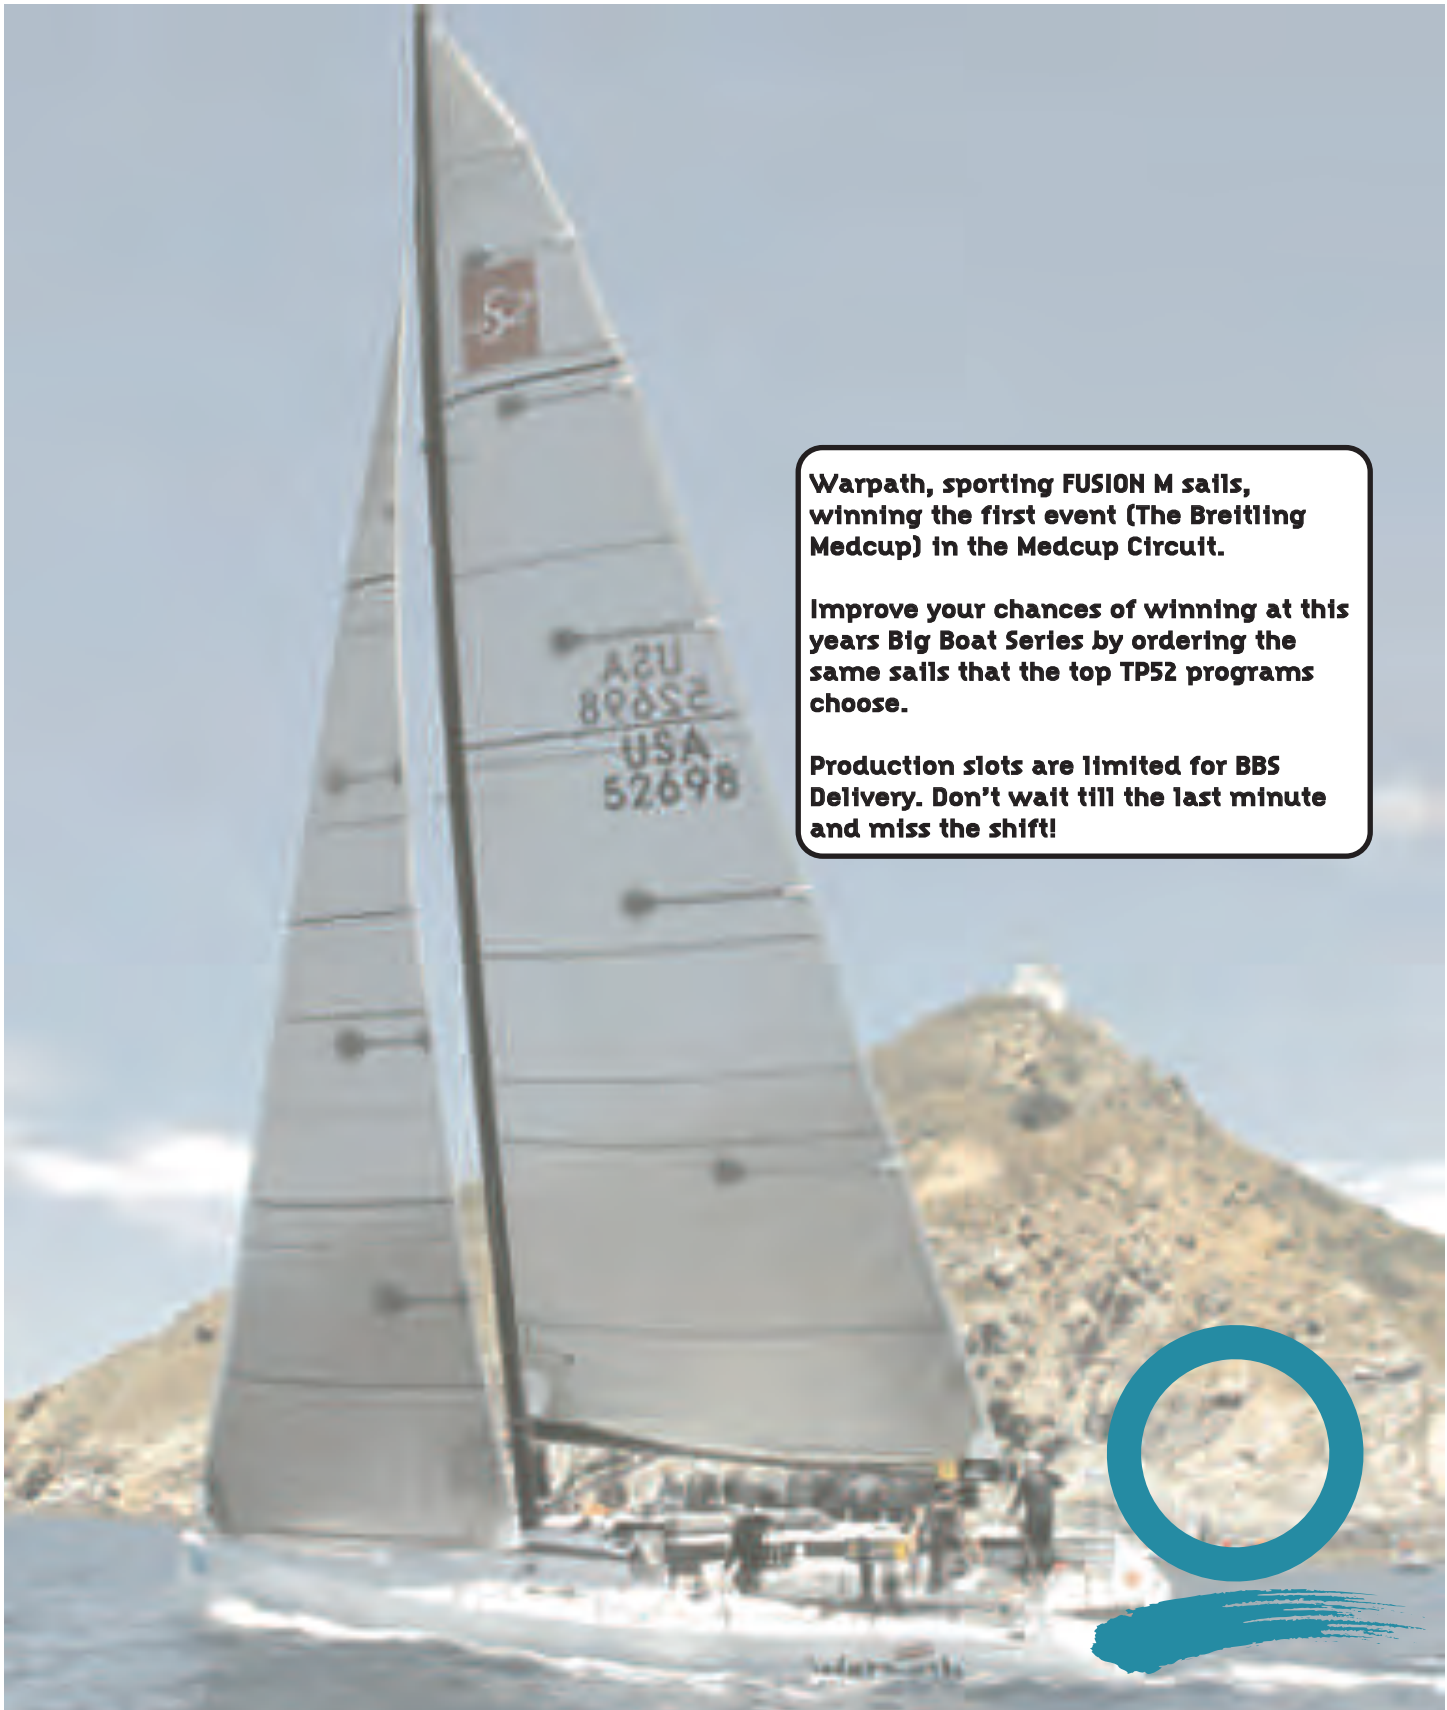 USA
52698
USA
52698
Warpath, sporting FUSION M sails,
winning the first event (The Breitling
Medcup) in the Medcup Circuit.
Improve your chances of winning at this
years Big Boat Series by ordering the
same sails that the top TP52 programs
choose.
Production slots are limited for BBS
Delivery. Don't wait till the last minute
and miss the shift!